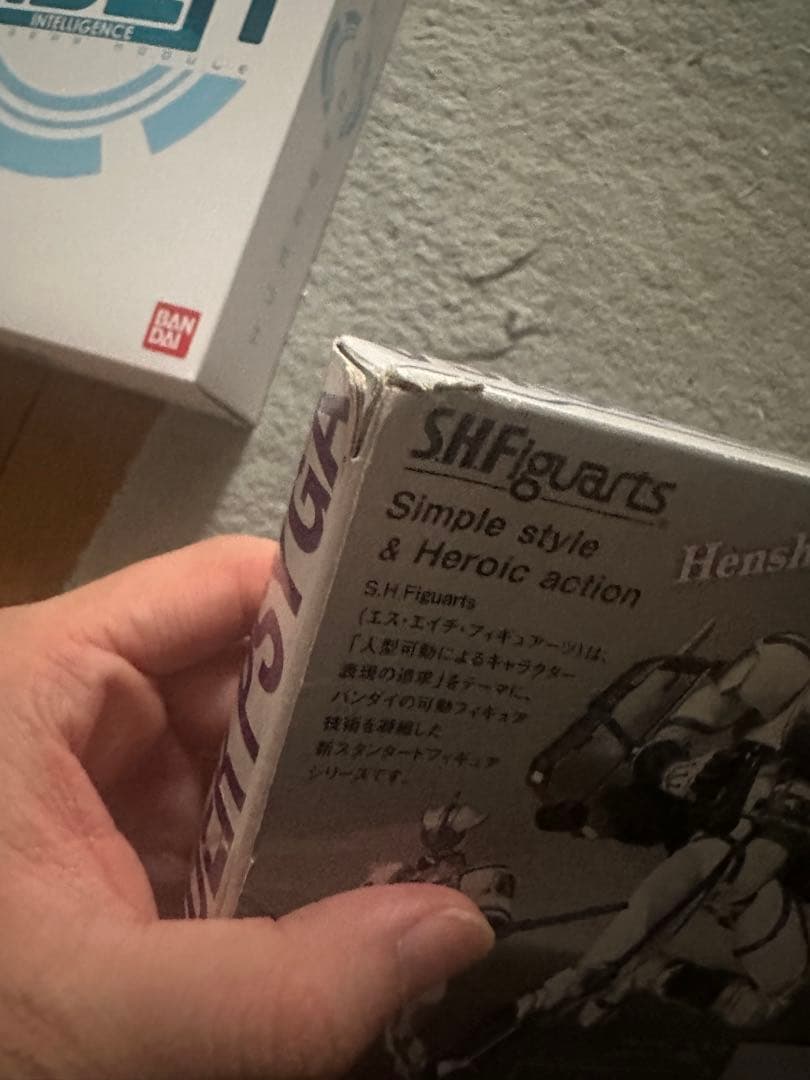 INTELLIGENCE
BAN
DAI
PSYGA
S.H.Figuarts
Simple style
& Heroic action
Hensh
S.H.Figuarts
(エス・エイチ・フィギュアーツ)は、
「人型可動によるキャラクター
表現の追求」をテーマに、
バンダイの可動フィギュア
技術を凝縮した
新スタンダードフィギュア
シリーズです。